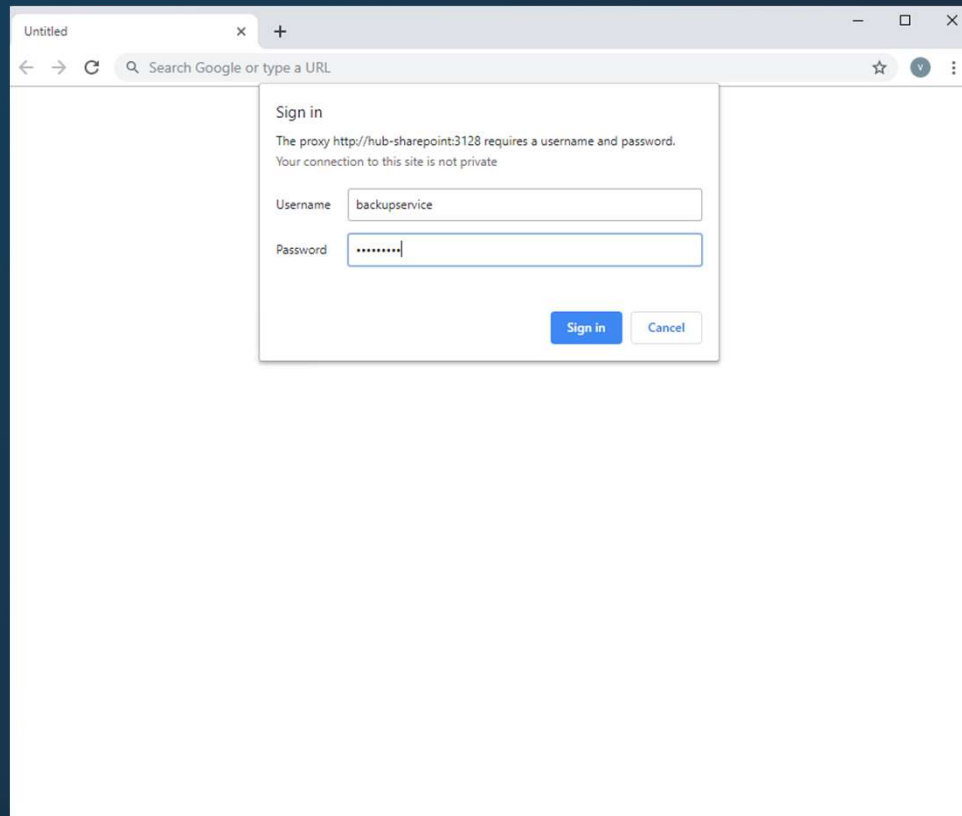 Untitled
Search Google or type a URL
V
Sign in
The proxy http://hub-sharepoint:3128 requires a username and password.
Your connection to this site is not private
Username backupservice
Password •••••••••
Sign in Cancel